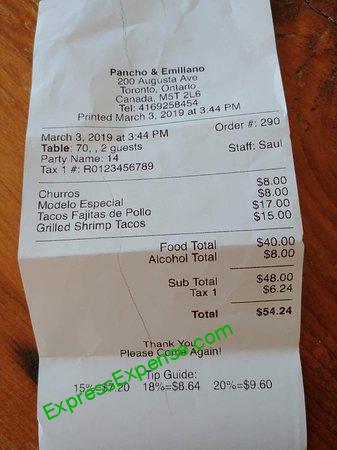 Pancho & Emiliano
200 Augusta Ave
Toronto, Ontario
Canada, M5T 2L6
Tel: 4169258454
Printed March 3, 2019 at 3:44 PM
March 3, 2019 at 3:44 PM Order #: 290
Table: 70, , 2 guests Staff: Saul
Party Name: 14
Tax 1 #: R0123456789
Churros $8.00
Modelo Especial $8.00
Tacos Fajitas de Pollo $17.00
Grilled Shrimp Tacos $15.00
Food Total $40.00
Alcohol Total $8.00
Sub Total $48.00
Tax 1 $6.24
Total $54.24
Thank You
Please Come Again!
Tip Guide:
15%=$7.20 18%=$8.64 20%=$9.60
ExpressExpense.com